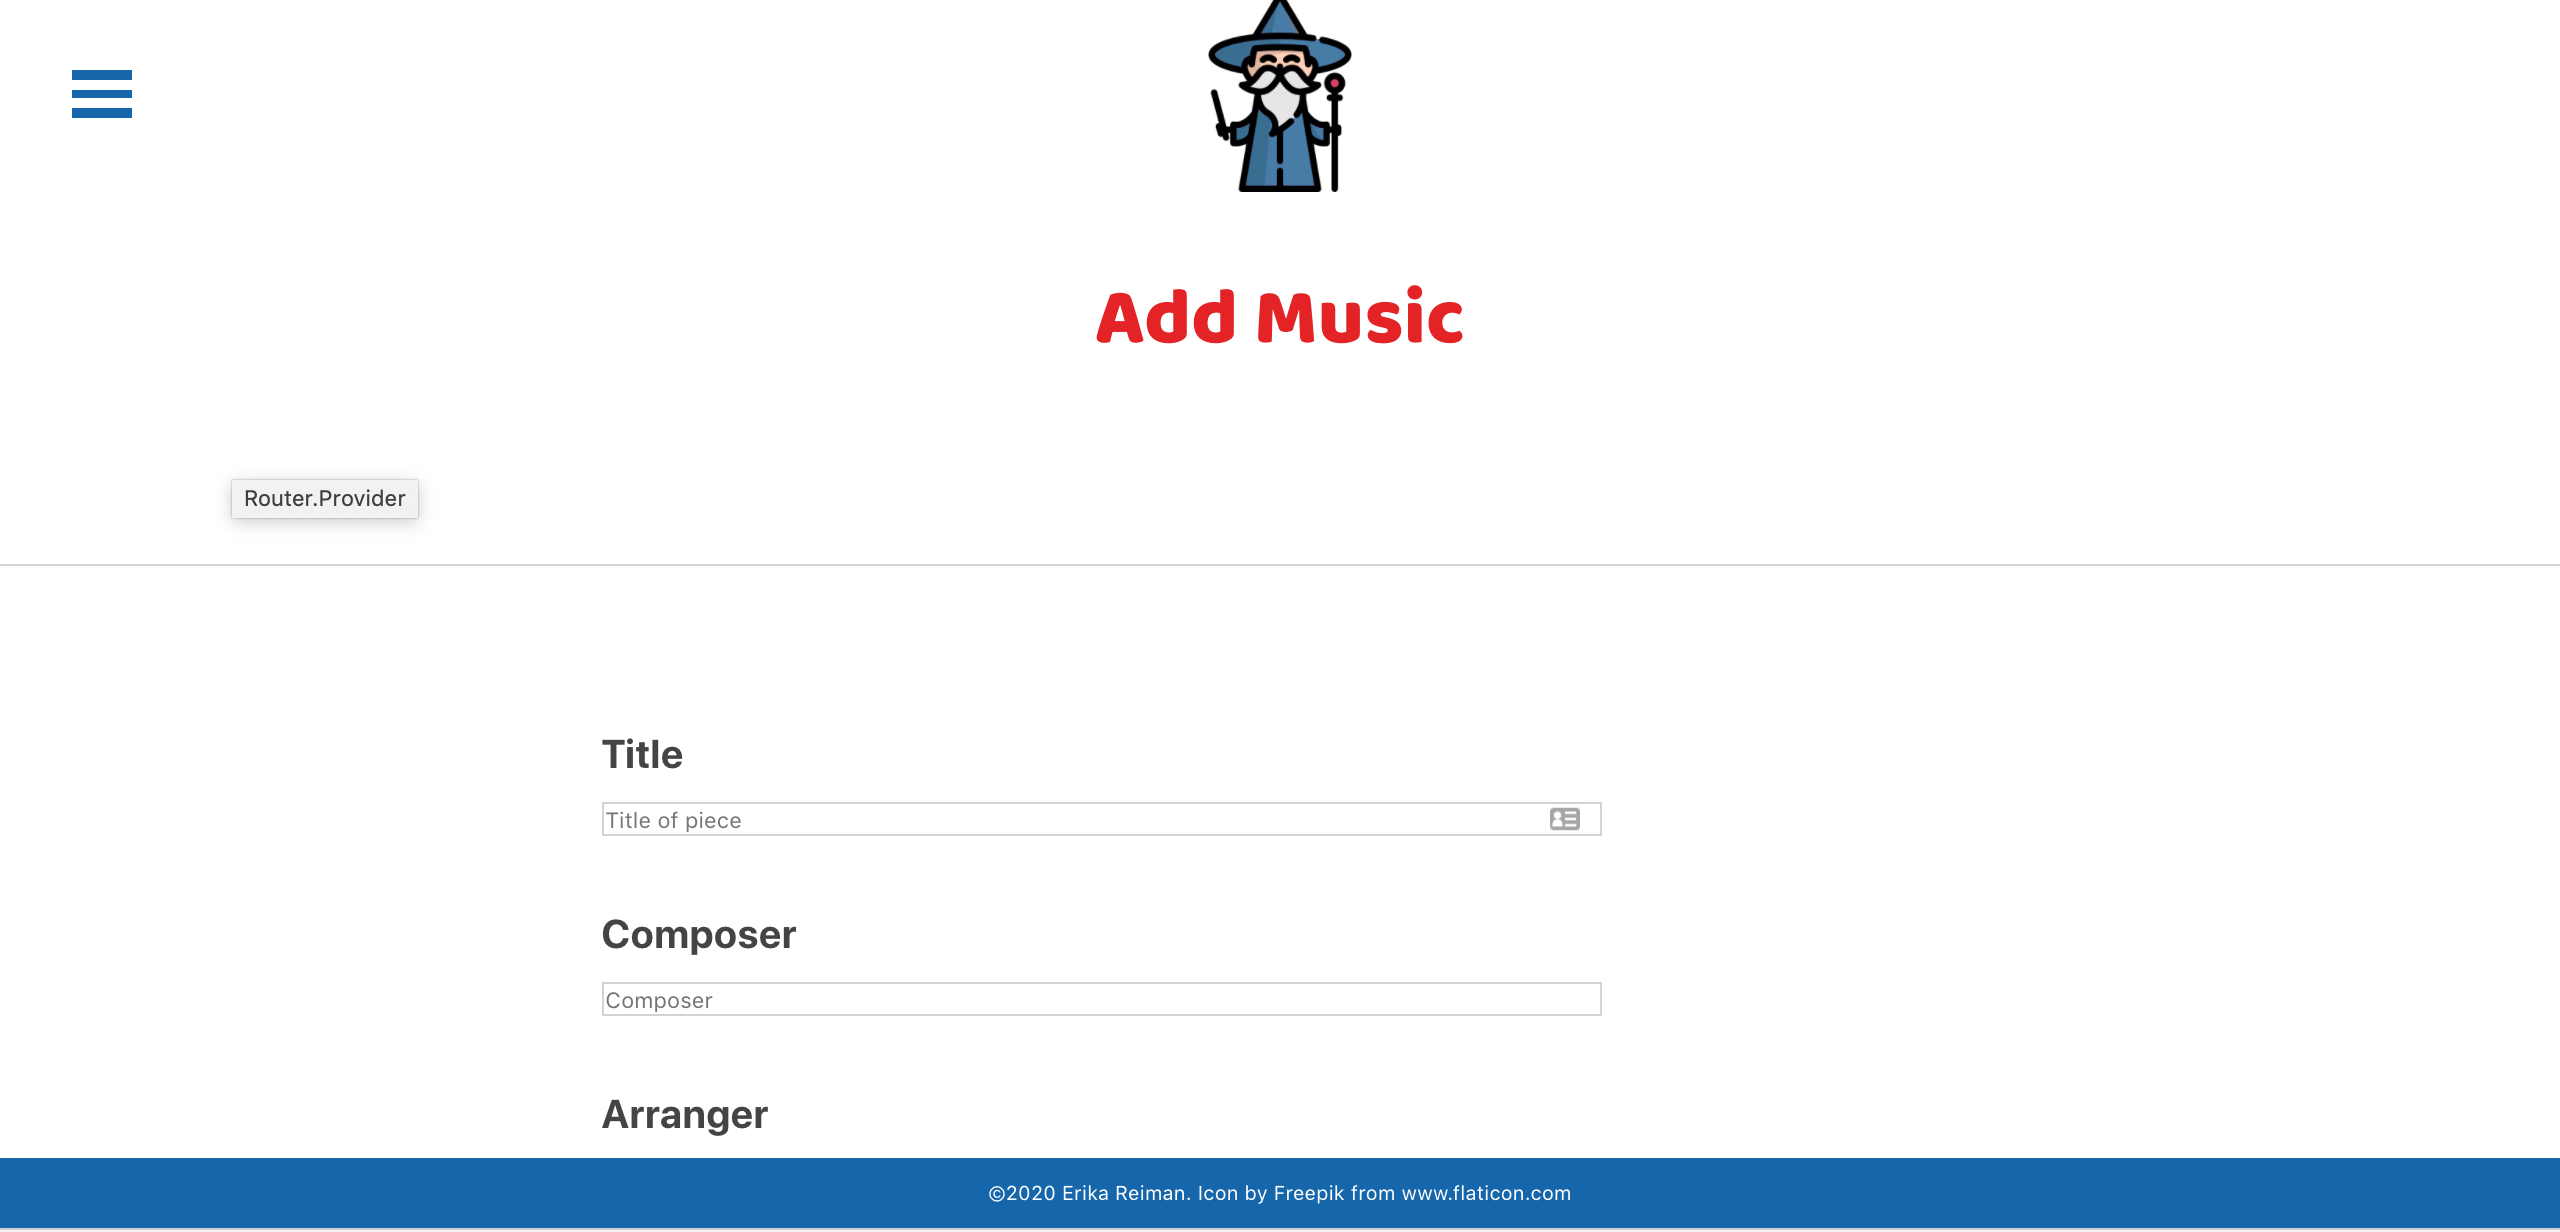 Add Music
Router.Provider
Title
Title of piece
Composer
Composer
Arranger
©2020 Erika Reiman. Icon by Freepik from www.flaticon.com